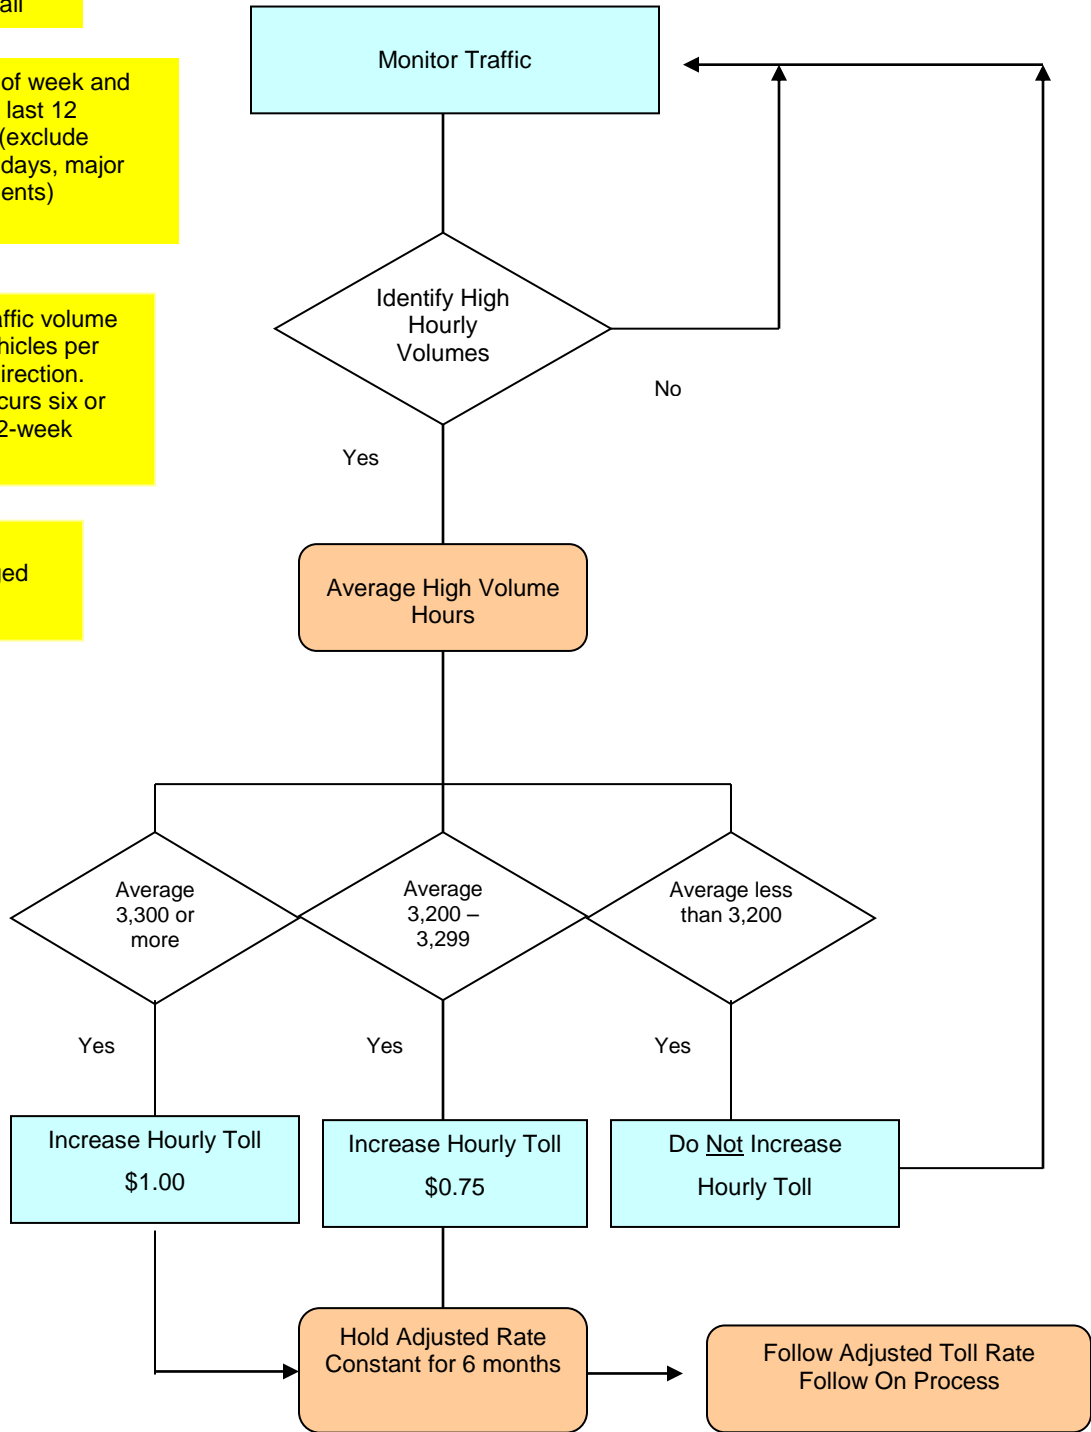 all
of week and
last 12
(exclude
days, major
ents)
affic volume
hicles per
irection.
curs six or
2-week
ged
Monitor Traffic
Identify High
Hourly
Volumes
No
Yes
Average High Volume
Hours
Average
3,300 or
more
Average
3,200 –
3,299
Average less
than 3,200
Yes
Yes
Yes
Increase Hourly Toll
$1.00
Increase Hourly Toll
$0.75
Do Not Increase
Hourly Toll
Hold Adjusted Rate
Constant for 6 months
Follow Adjusted Toll Rate
Follow On Process